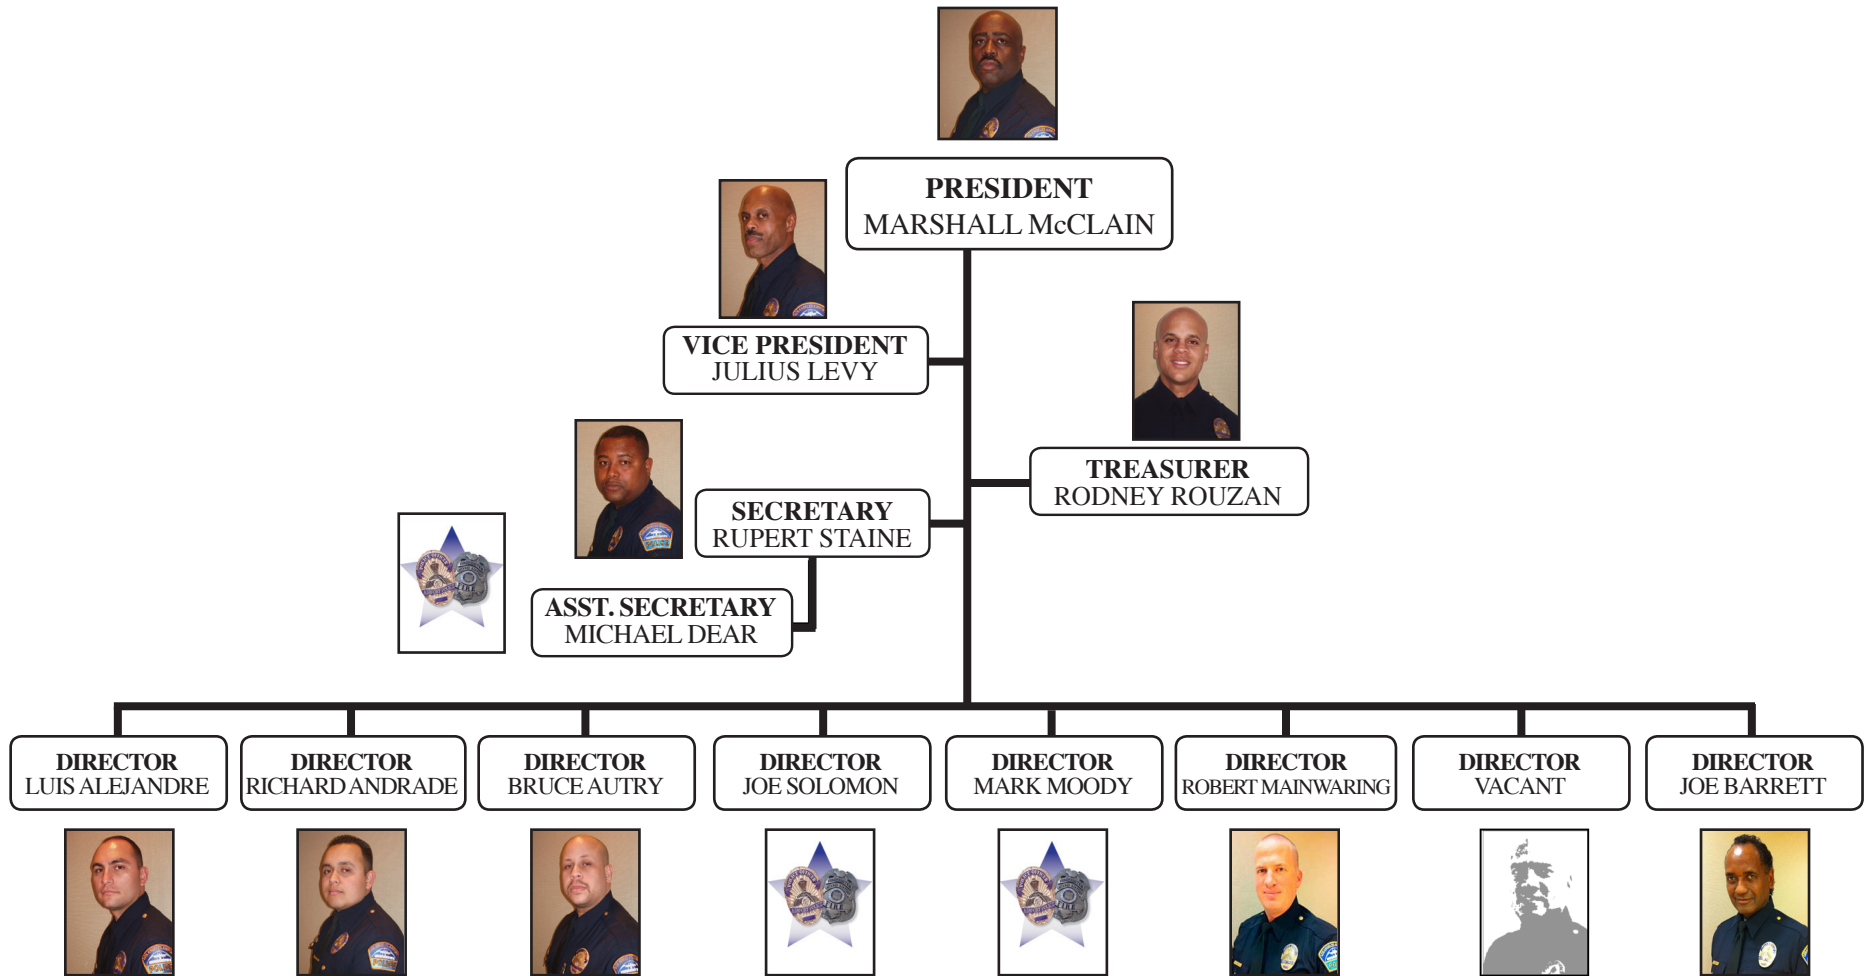 PRESIDENT
MARSHALL McCLAIN
VICE PRESIDENT
JULIUS LEVY
TREASURER
RODNEY ROUZAN
SECRETARY
RUPERT STAINE
ASST. SECRETARY
MICHAEL DEAR
DIRECTOR
LUIS ALEJANDRE
DIRECTOR
RICHARD ANDRADE
DIRECTOR
BRUCE AUTRY
DIRECTOR
JOE SOLOMON
DIRECTOR
MARK MOODY
DIRECTOR
ROBERT MAINWARING
DIRECTOR
VACANT
DIRECTOR
JOE BARRETT